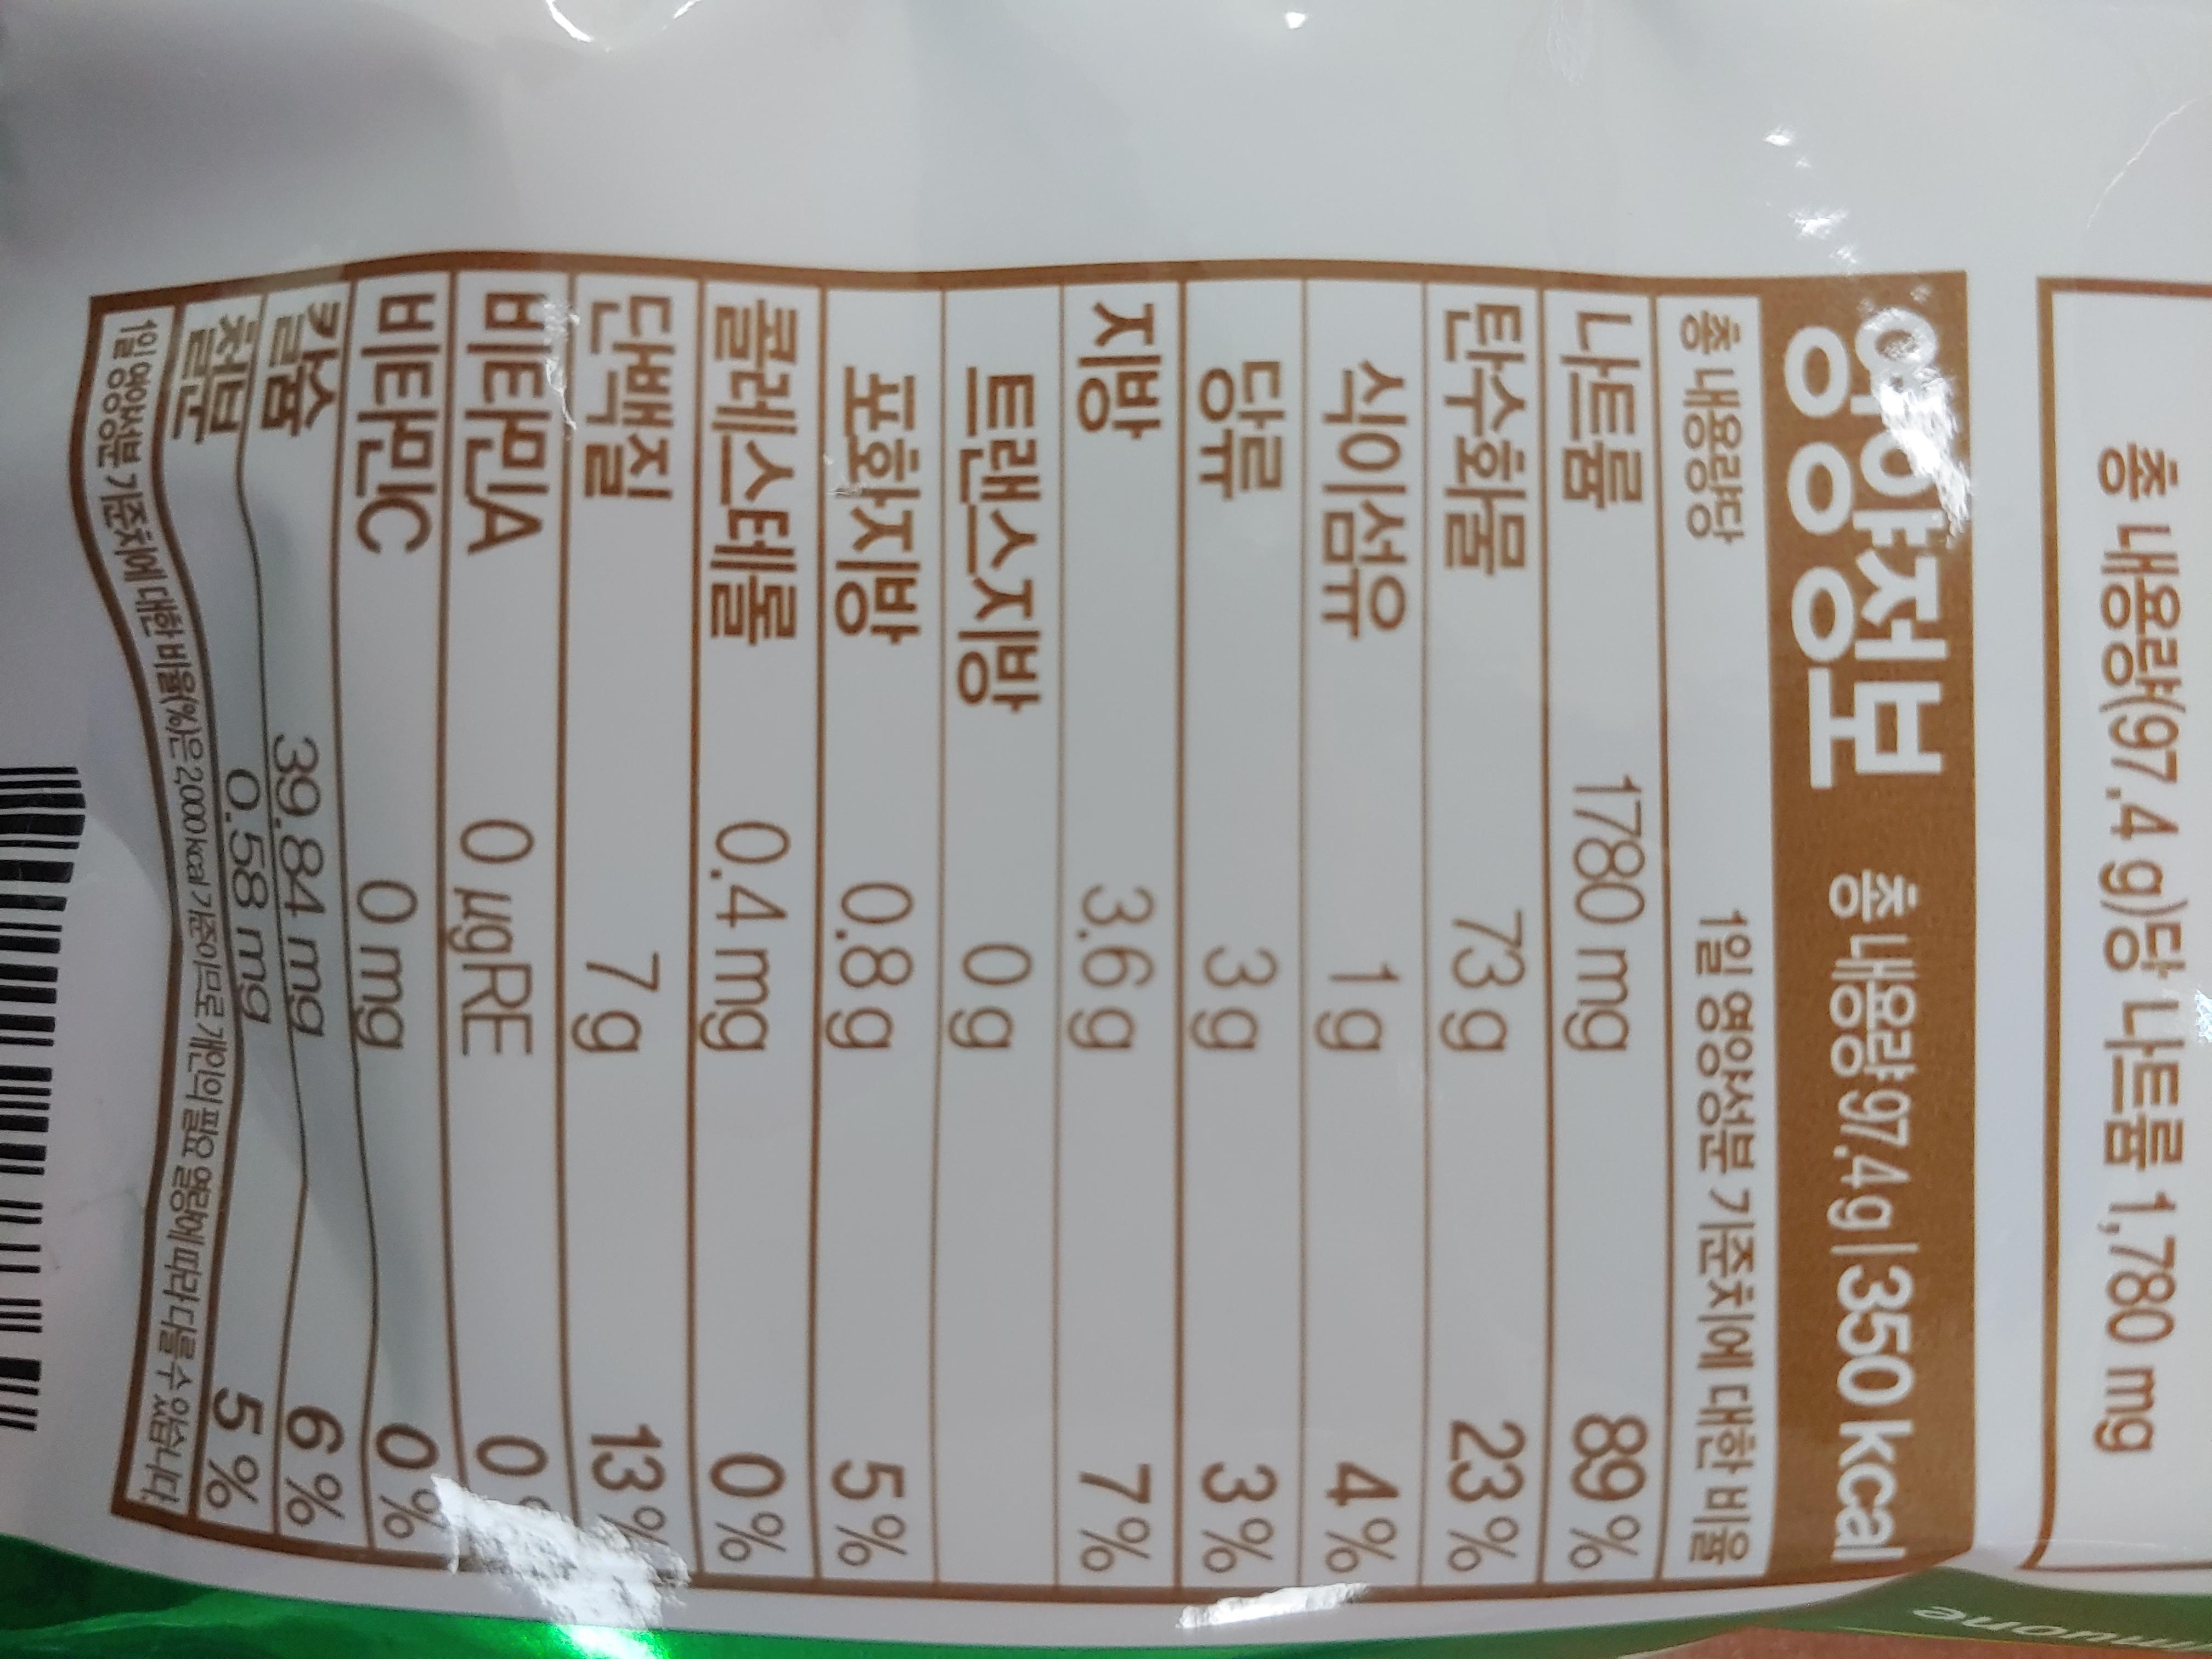 총 내용량(97.4 g)당 나트륨 1,780 mg
영양정보 총 내용량 97.4g | 350 kcal
총 내용량당 1일 영양성분 기준치에 대한 비율
나트륨 1780 mg 89 %
탄수화물 73 g 23 %
식이섬유 1 g 4 %
당류 3 g 3 %
지방 3.6 g 7 %
트랜스지방 0 g
포화지방 0.8 g 5 %
콜레스테롤 0.4 mg 0 %
단백질 7 g 13 %
비타민A 0 µgRE 0
비타민C 0 mg 0 %
칼슘 39.84 mg 6 %
철분 0.58 mg 5 %
1일 영양성분 기준치에 대한 비율(%)은 2,000 kcal 기준이므로 개인의 필요 열량에 따라 다를 수 있습니다.